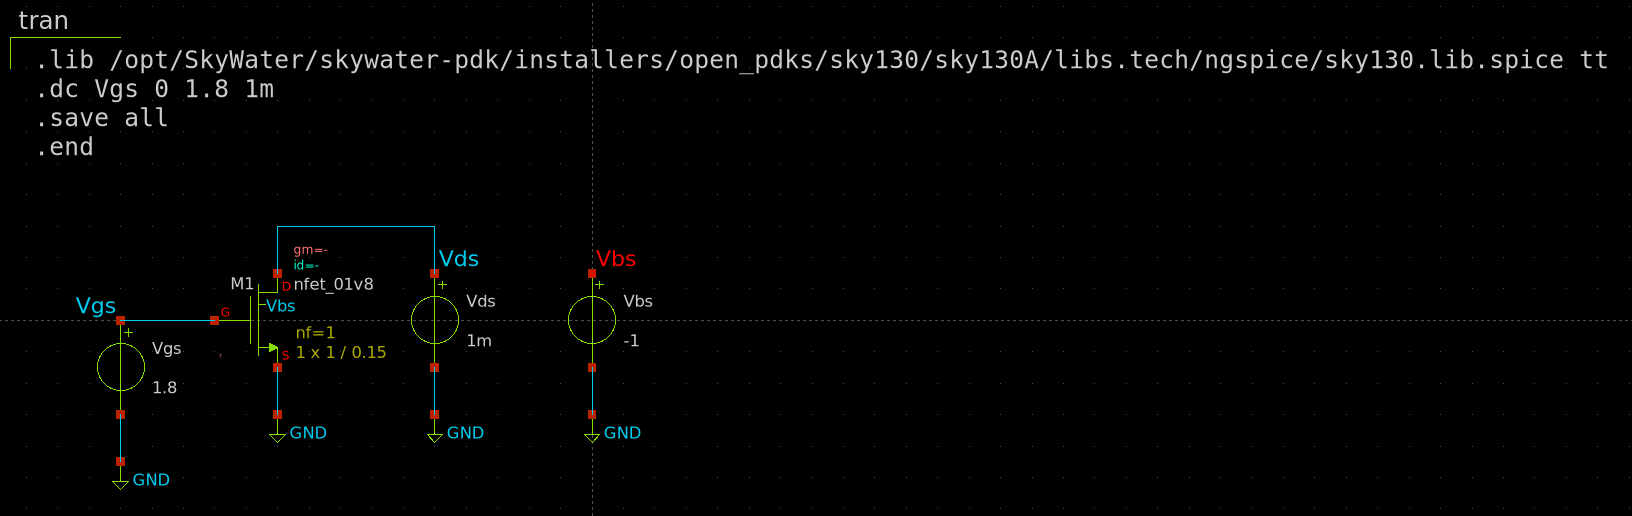 tran
.lib /opt/SkyWater/skywater-pdk/installers/open_pdks/sky130/sky130A/libs.tech/ngspice/sky130.lib.spice tt
.dc Vgs 0 1.8 1m
.save all
.end
gm=-
id=-
Vds
Vbs
M1
D
nfet_01v8
Vgs
G
Vbs
Vds
Vbs
+
+
+
nf=1
1m
-1
Vgs
S
1 x 1 / 0.15
,
1.8
GND
GND
GND
GND